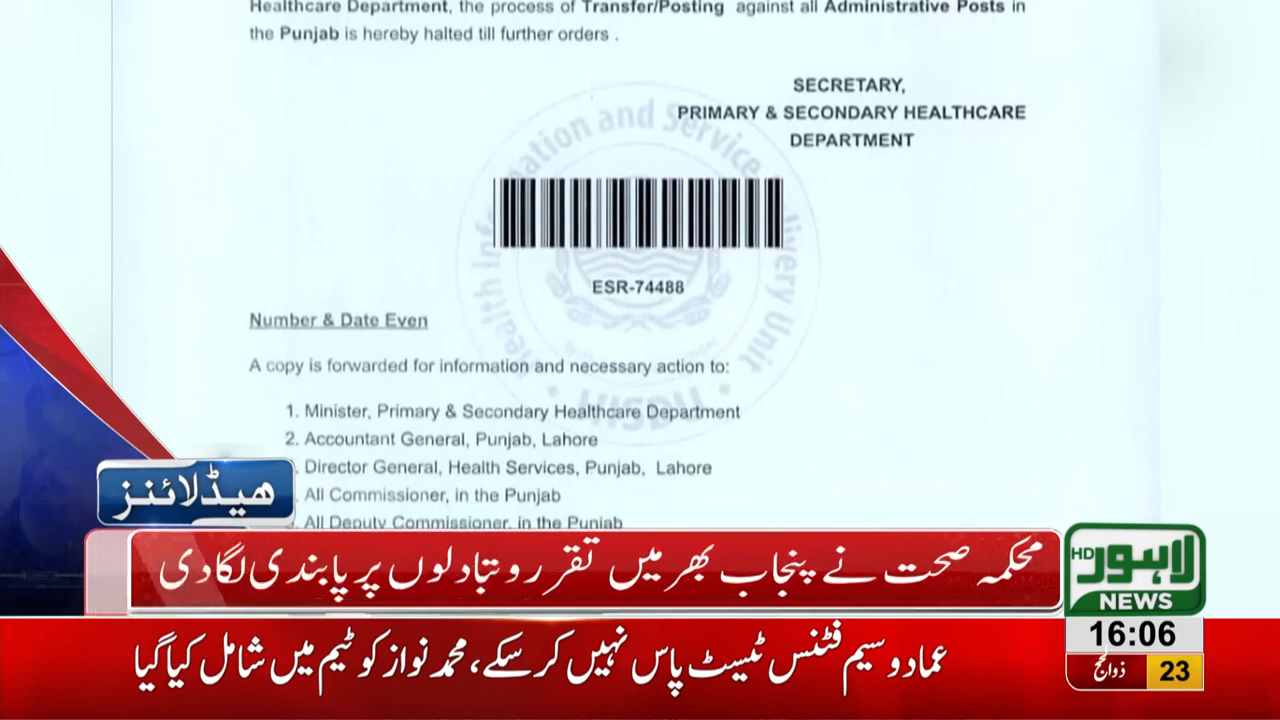 Healthcare Department, the process of Transfer/Posting against all Administrative Posts in
the Punjab is hereby halted till further orders .
SECRETARY,
PRIMARY & SECONDARY HEALTHCARE
DEPARTMENT
ESR-74488
Number & Date Even
A copy is forwarded for information and necessary action to:
1. Minister, Primary & Secondary Healthcare Department
2. Accountant General, Punjab, Lahore
. Director General, Health Services, Punjab, Lahore
. All Commissioner, in the Punjab
. All Deputy Commissioner, in the Punjab
ہیڈلائنز
محکمہ صحت نے پنجاب بھر میں تقرر و تبادلوں پر پابندی لگا دی
HD لاہور
NEWS
16:06
23 ذوالحج
عماد وسیم فٹنس ٹیسٹ پاس نہیں کرسکے، محمد نواز کو ٹیم میں شامل کیا گیا